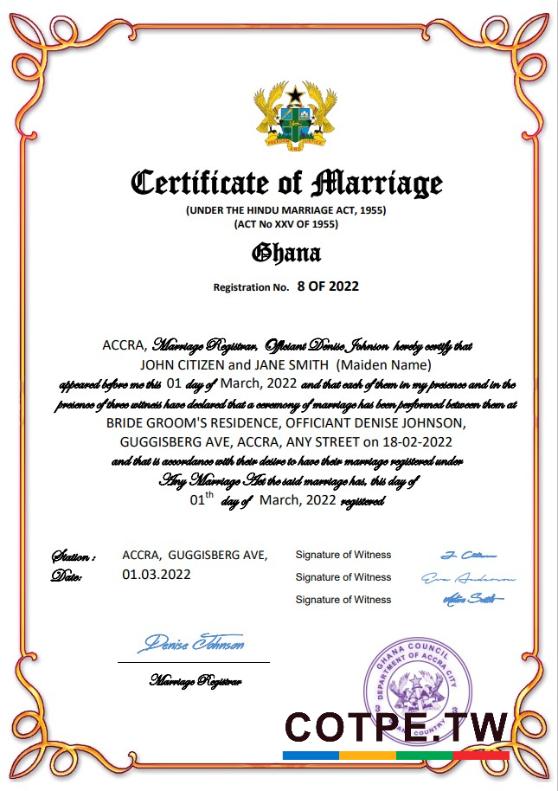 Certificate of Marriage
(UNDER THE HINDU MARRIAGE ACT, 1955)
(ACT No XXV OF 1955)
Ghana
Registration No. 8 OF 2022
ACCRA, Marriage Registrar, Officiant Denise Johnson hereby certify that
JOHN CITIZEN and JANE SMITH (Maiden Name)
appeared before me this 01 day of March, 2022 and that each of them in my presence and in the
presence of three witness have declared that a ceremony of marriage has been performed between them at
BRIDE GROOM'S RESIDENCE, OFFICIANT DENISE JOHNSON,
GUGGISBERG AVE, ACCRA, ANY STREET on 18-02-2022
and that is accordance with their desire to have their marriage registered under
Any Marriage Act the said marriage has, this day of
01th day of March, 2022 registered
Station : ACCRA, GUGGISBERG AVE,
Date: 01.03.2022
Signature of Witness
Signature of Witness Eva Anderson
Signature of Witness
Denise Johnson
Marriage Registrar
GHANA COUNCIL
DEPARTMENT OF ACCRA CITY
COTPE.TW